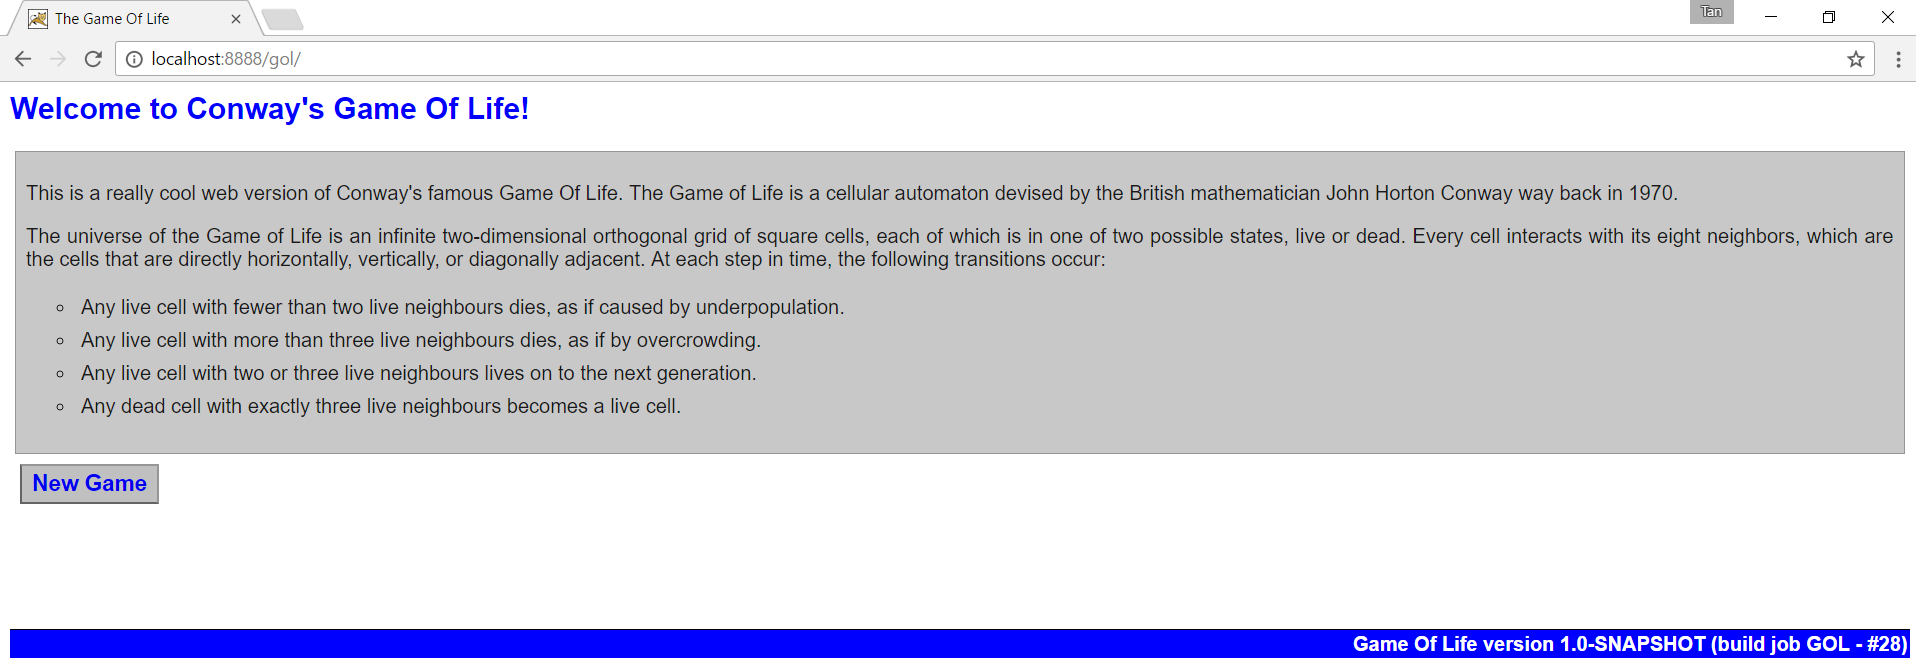 The Game Of Life
Tan
localhost:8888/gol/
Welcome to Conway's Game Of Life!
This is a really cool web version of Conway's famous Game Of Life. The Game of Life is a cellular automaton devised by the British mathematician John Horton Conway way back in 1970.
The universe of the Game of Life is an infinite two-dimensional orthogonal grid of square cells, each of which is in one of two possible states, live or dead. Every cell interacts with its eight neighbors, which are
the cells that are directly horizontally, vertically, or diagonally adjacent. At each step in time, the following transitions occur:
Any live cell with fewer than two live neighbours dies, as if caused by underpopulation.
Any live cell with more than three live neighbours dies, as if by overcrowding.
Any live cell with two or three live neighbours lives on to the next generation.
Any dead cell with exactly three live neighbours becomes a live cell.
New Game
Game Of Life version 1.0-SNAPSHOT (build job GOL - #28)